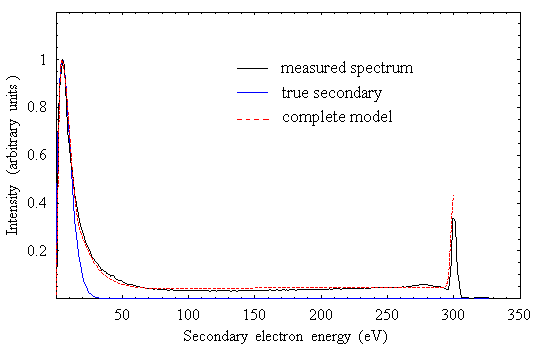 measured spectrum
true secondary
complete model
Intensity (arbitrary units)
1
0.8
0.6
0.4
0.2
50 100 150 200 250 300 350
Secondary electron energy (eV)